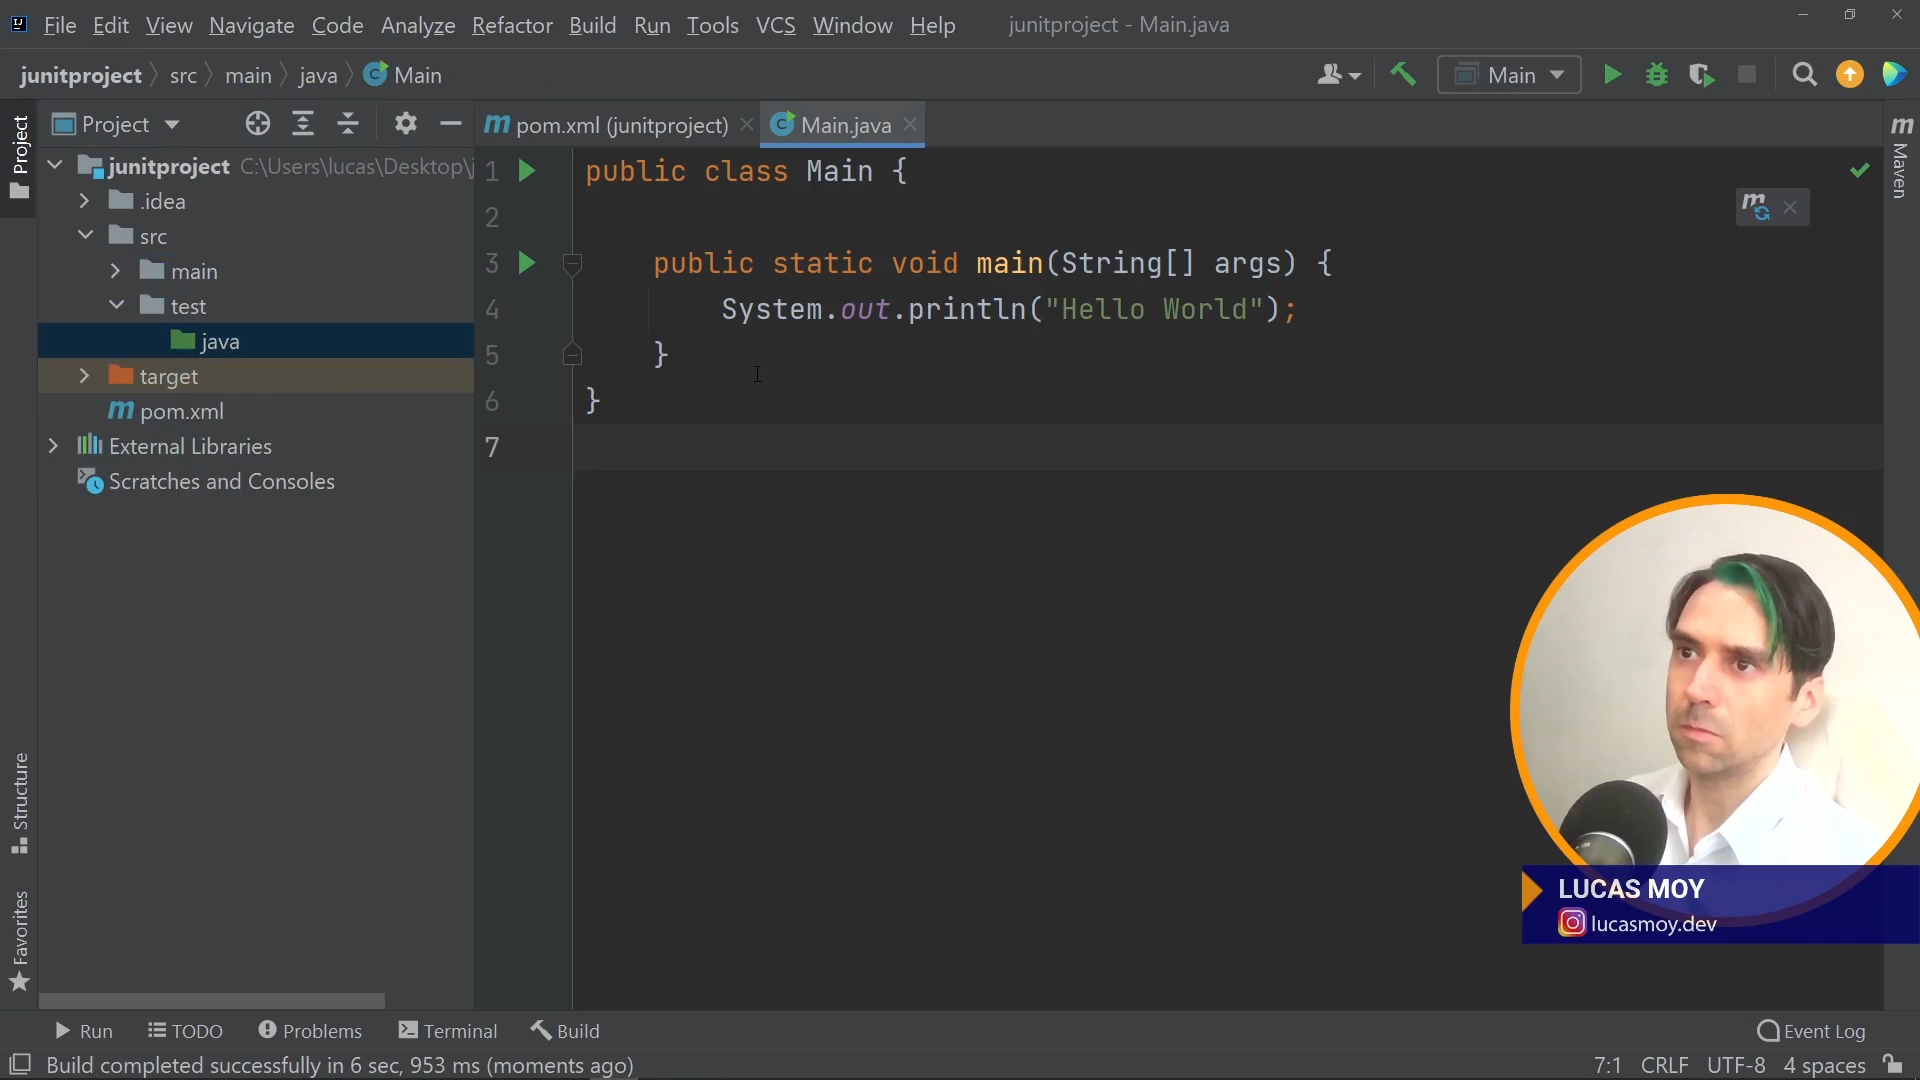 File Edit View Navigate Code Analyze Refactor Build Run Tools VCS Window Help junitproject - Main.java
junitproject src main java Main
Main
Project
pom.xml (junitproject)
Main.java
Project
junitproject C:\Users\lucas\Desktop\j
.idea
src
main
test
java
target
pom.xml
External Libraries
Scratches and Consoles
1 public class Main {
2
3 public static void main(String[] args) {
4 System.out.println("Hello World");
5 }
6 }
7
Maven
Structure
Favorites
LUCAS MOY
lucasmoy.dev
Run TODO Problems Terminal Build Event Log
Build completed successfully in 6 sec, 953 ms (moments ago) 7:1 CRLF UTF-8 4 spaces